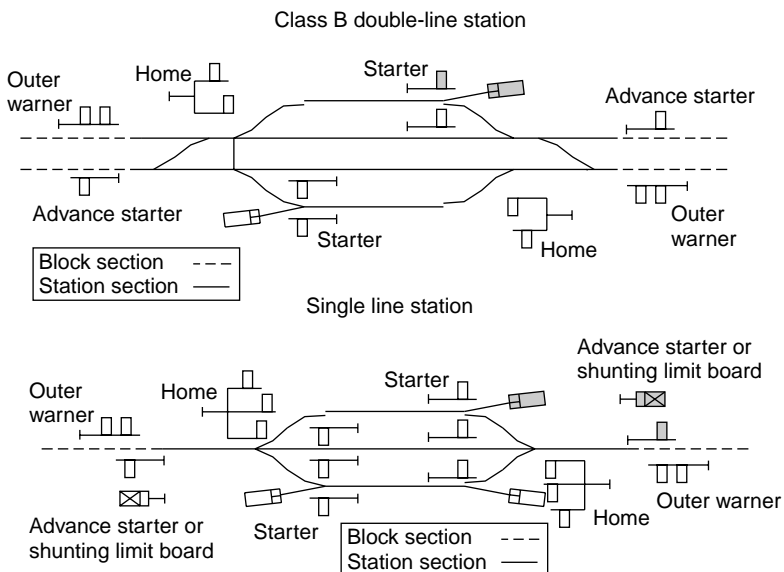 Class B double-line station
Outer
warner
Home
Starter
Advance starter
Advance starter
Starter
Home
Outer
warner
Block section
Station section
Single line station
Outer
warner
Home
Starter
Advance starter or
shunting limit board
Advance starter or
shunting limit board
Starter
Home
Outer warner
Block section
Station section